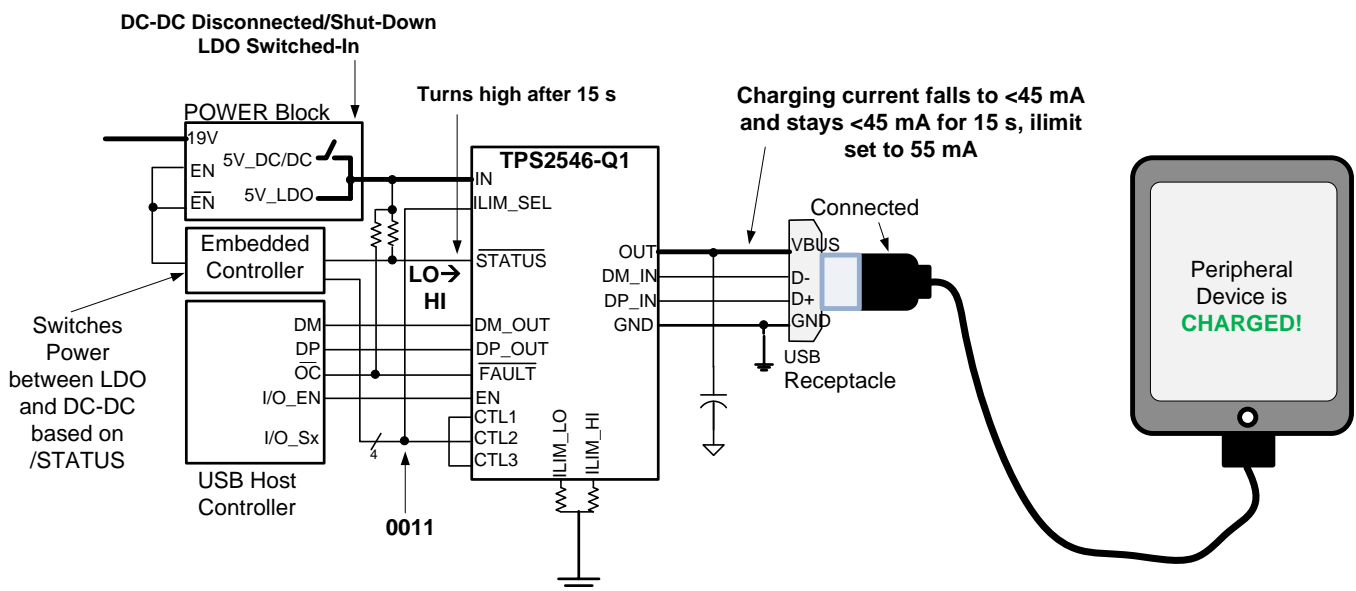 DC-DC Disconnected/Shut-Down
LDO Switched-In
Turns high after 15 s
Charging current falls to <45 mA
and stays <45 mA for 15 s, ilimit
set to 55 mA
POWER Block
19V
EN
EN
5V_DC/DC
5V_LDO
Embedded
Controller
Switches
Power
between LDO
and DC-DC
based on
/STATUS
DM
DP
OC
I/O_EN
I/O_Sx
USB Host
Controller
4
0011
TPS2546-Q1
IN
ILIM_SEL
STATUS
LO→
HI
DM_OUT
DP_OUT
FAULT
EN
CTL1
CTL2
CTL3
ILIM_LO
ILIM_HI
OUT
DM_IN
DP_IN
GND
VBUS
D-
D+
GND
USB
Receptacle
Connected
Peripheral
Device is
CHARGED!